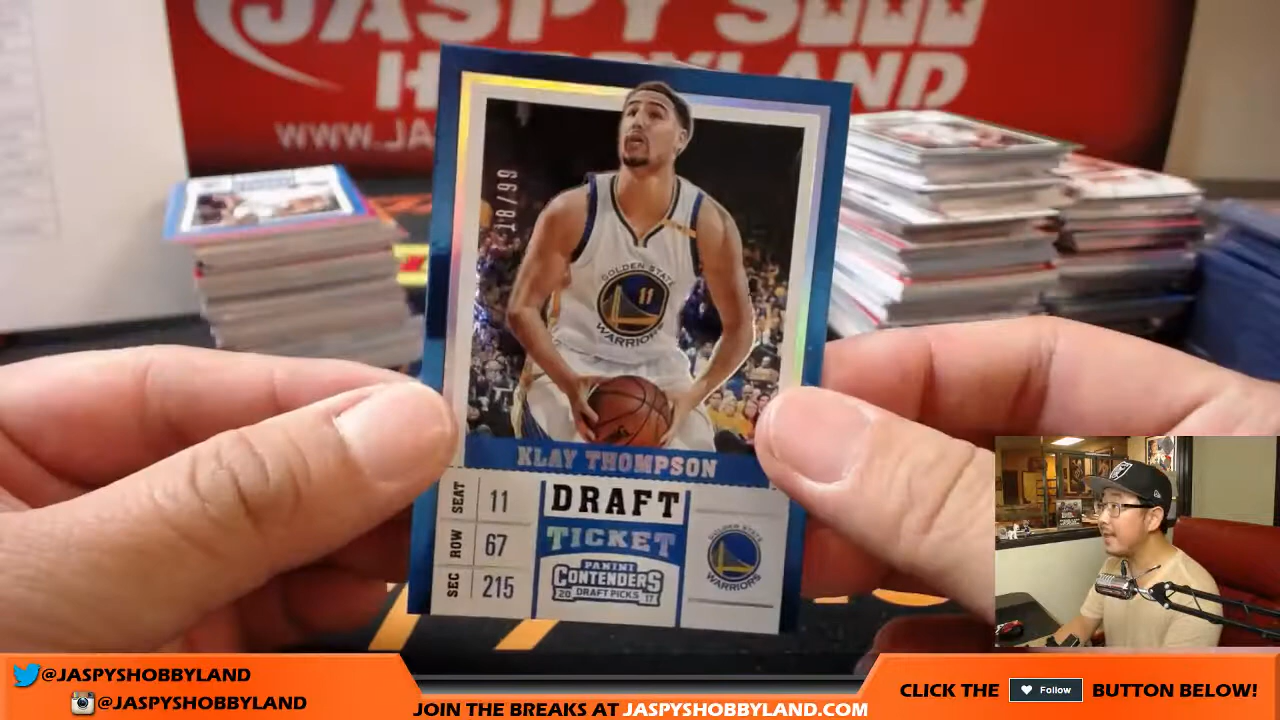 JASPY'S
HOBBYLAND
WWW.JA
18/99
GOLDEN STATE
11
WARRIORS
KLAY THOMPSON
SEAT 11
ROW 67
SEC 215
DRAFT
TICKET
PANINI
CONTENDERS
20 DRAFT PICKS 17
GOLDEN STATE
WARRIORS
@JASPYSHOBBYLAND
@JASPYSHOBBYLAND
JOIN THE BREAKS AT JASPYSHOBBYLAND.COM
CLICK THE Follow BUTTON BELOW!